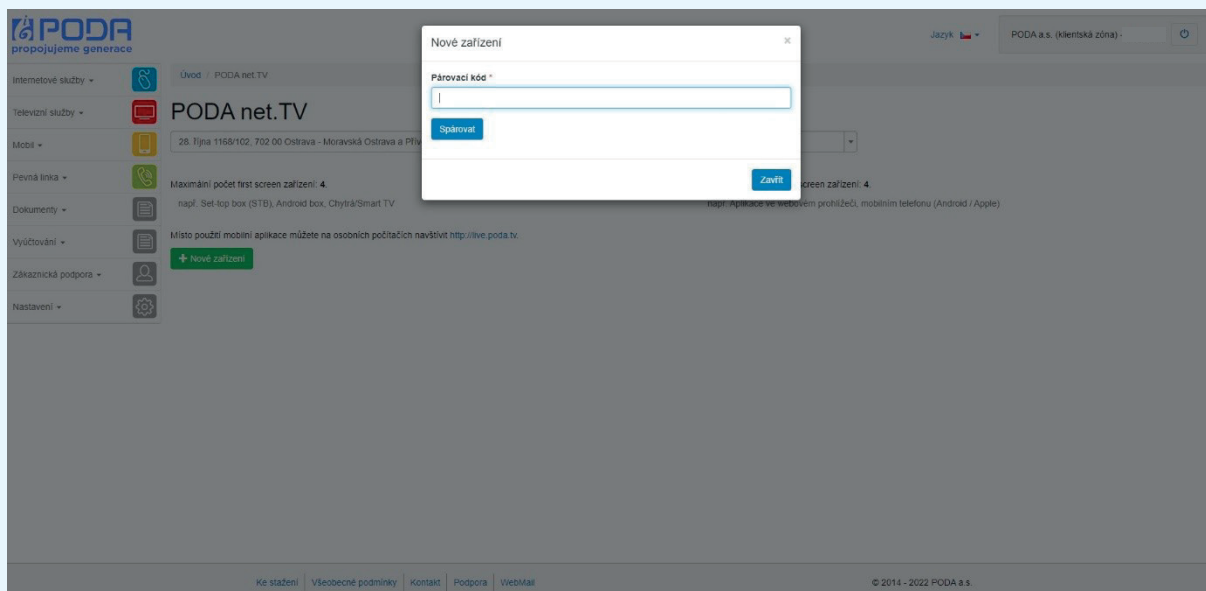 PODA
propojujeme generace
Jazyk
PODA a.s. (klientská zóna) -
Internetové služby
Televizní služby
Mobil
Pevná linka
Dokumenty
Vyúčtování
Zákaznická podpora
Nastavení
Úvod / PODA net.TV
PODA net.TV
28. října 1168/102, 702 00 Ostrava - Moravská Ostrava a Přív
Maximální počet first screen zařízení: 4.
screen zařízení: 4.
např. Set-top box (STB), Android box, Chytrá/Smart TV
např. Aplikace ve webovém prohlížeči, mobilním telefonu (Android / Apple)
Místo použití mobilní aplikace můžete na osobních počítačích navštívit http://live.poda.tv.
+ Nové zařízení
Nové zařízení
×
Párovací kód *
Spárovat
Zavřít
Ke stažení | Všeobecné podmínky | Kontakt | Podpora | WebMail
© 2014 - 2022 PODA a.s.